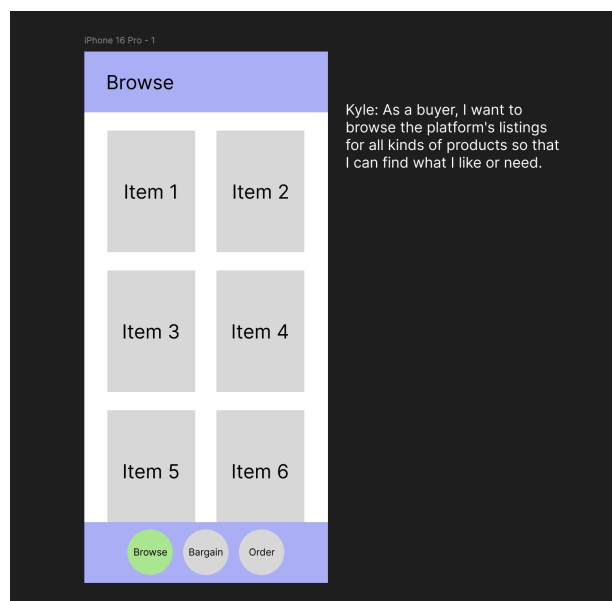 iPhone 16 Pro - 1
Browse
Kyle: As a buyer, I want to
browse the platform's listings
for all kinds of products so that
I can find what I like or need.
Item 1
Item 2
Item 3
Item 4
Item 5
Item 6
Browse
Bargain
Order